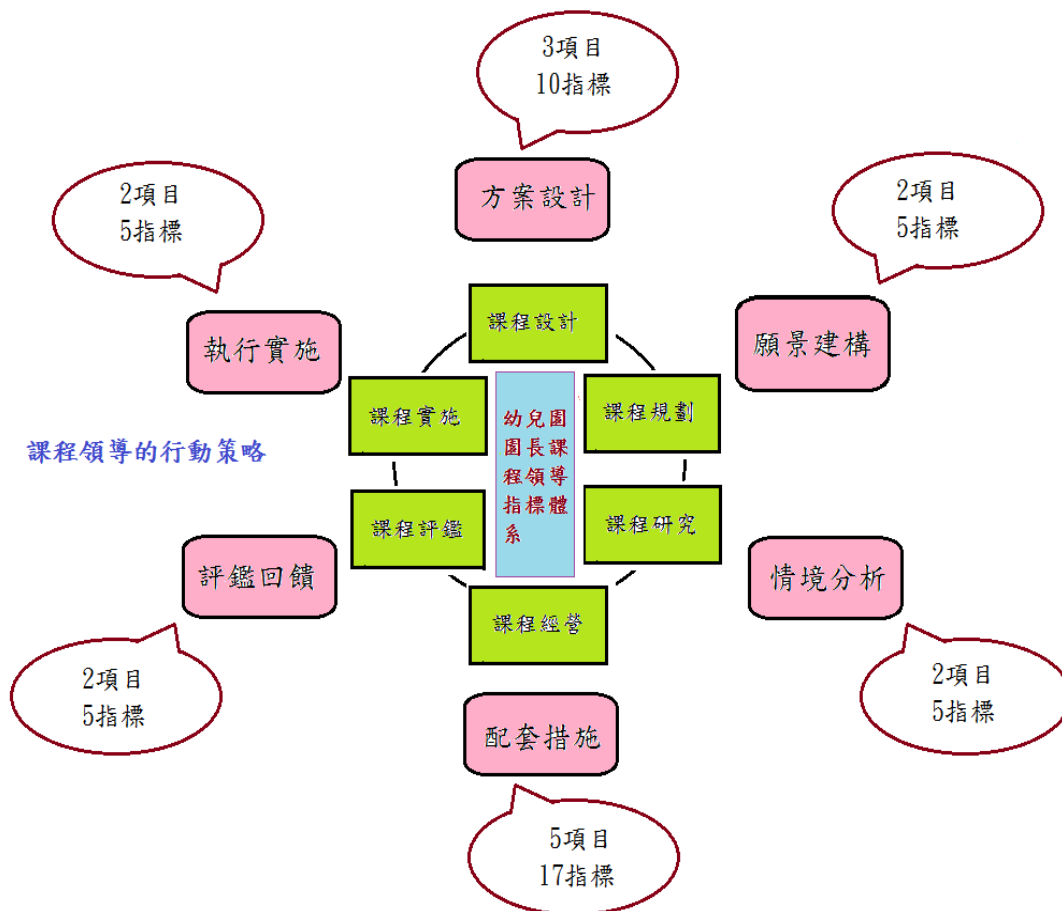 3項目
10指標
方案設計
2項目
5指標
2項目
5指標
執行實施
願景建構
課程設計
課程實施
課程規劃
幼兒園
園長課
程領導
指標體
系
課程領導的行動策略
課程評鑑
課程研究
評鑑回饋
情境分析
課程經營
2項目
5指標
2項目
5指標
配套措施
5項目
17指標